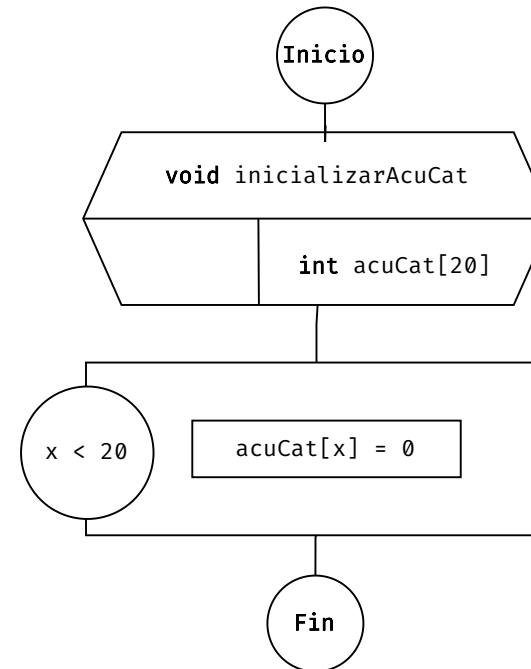 Inicio
void inicializarAcuCat
int acuCat[20]
x < 20
acuCat[x] = 0
Fin